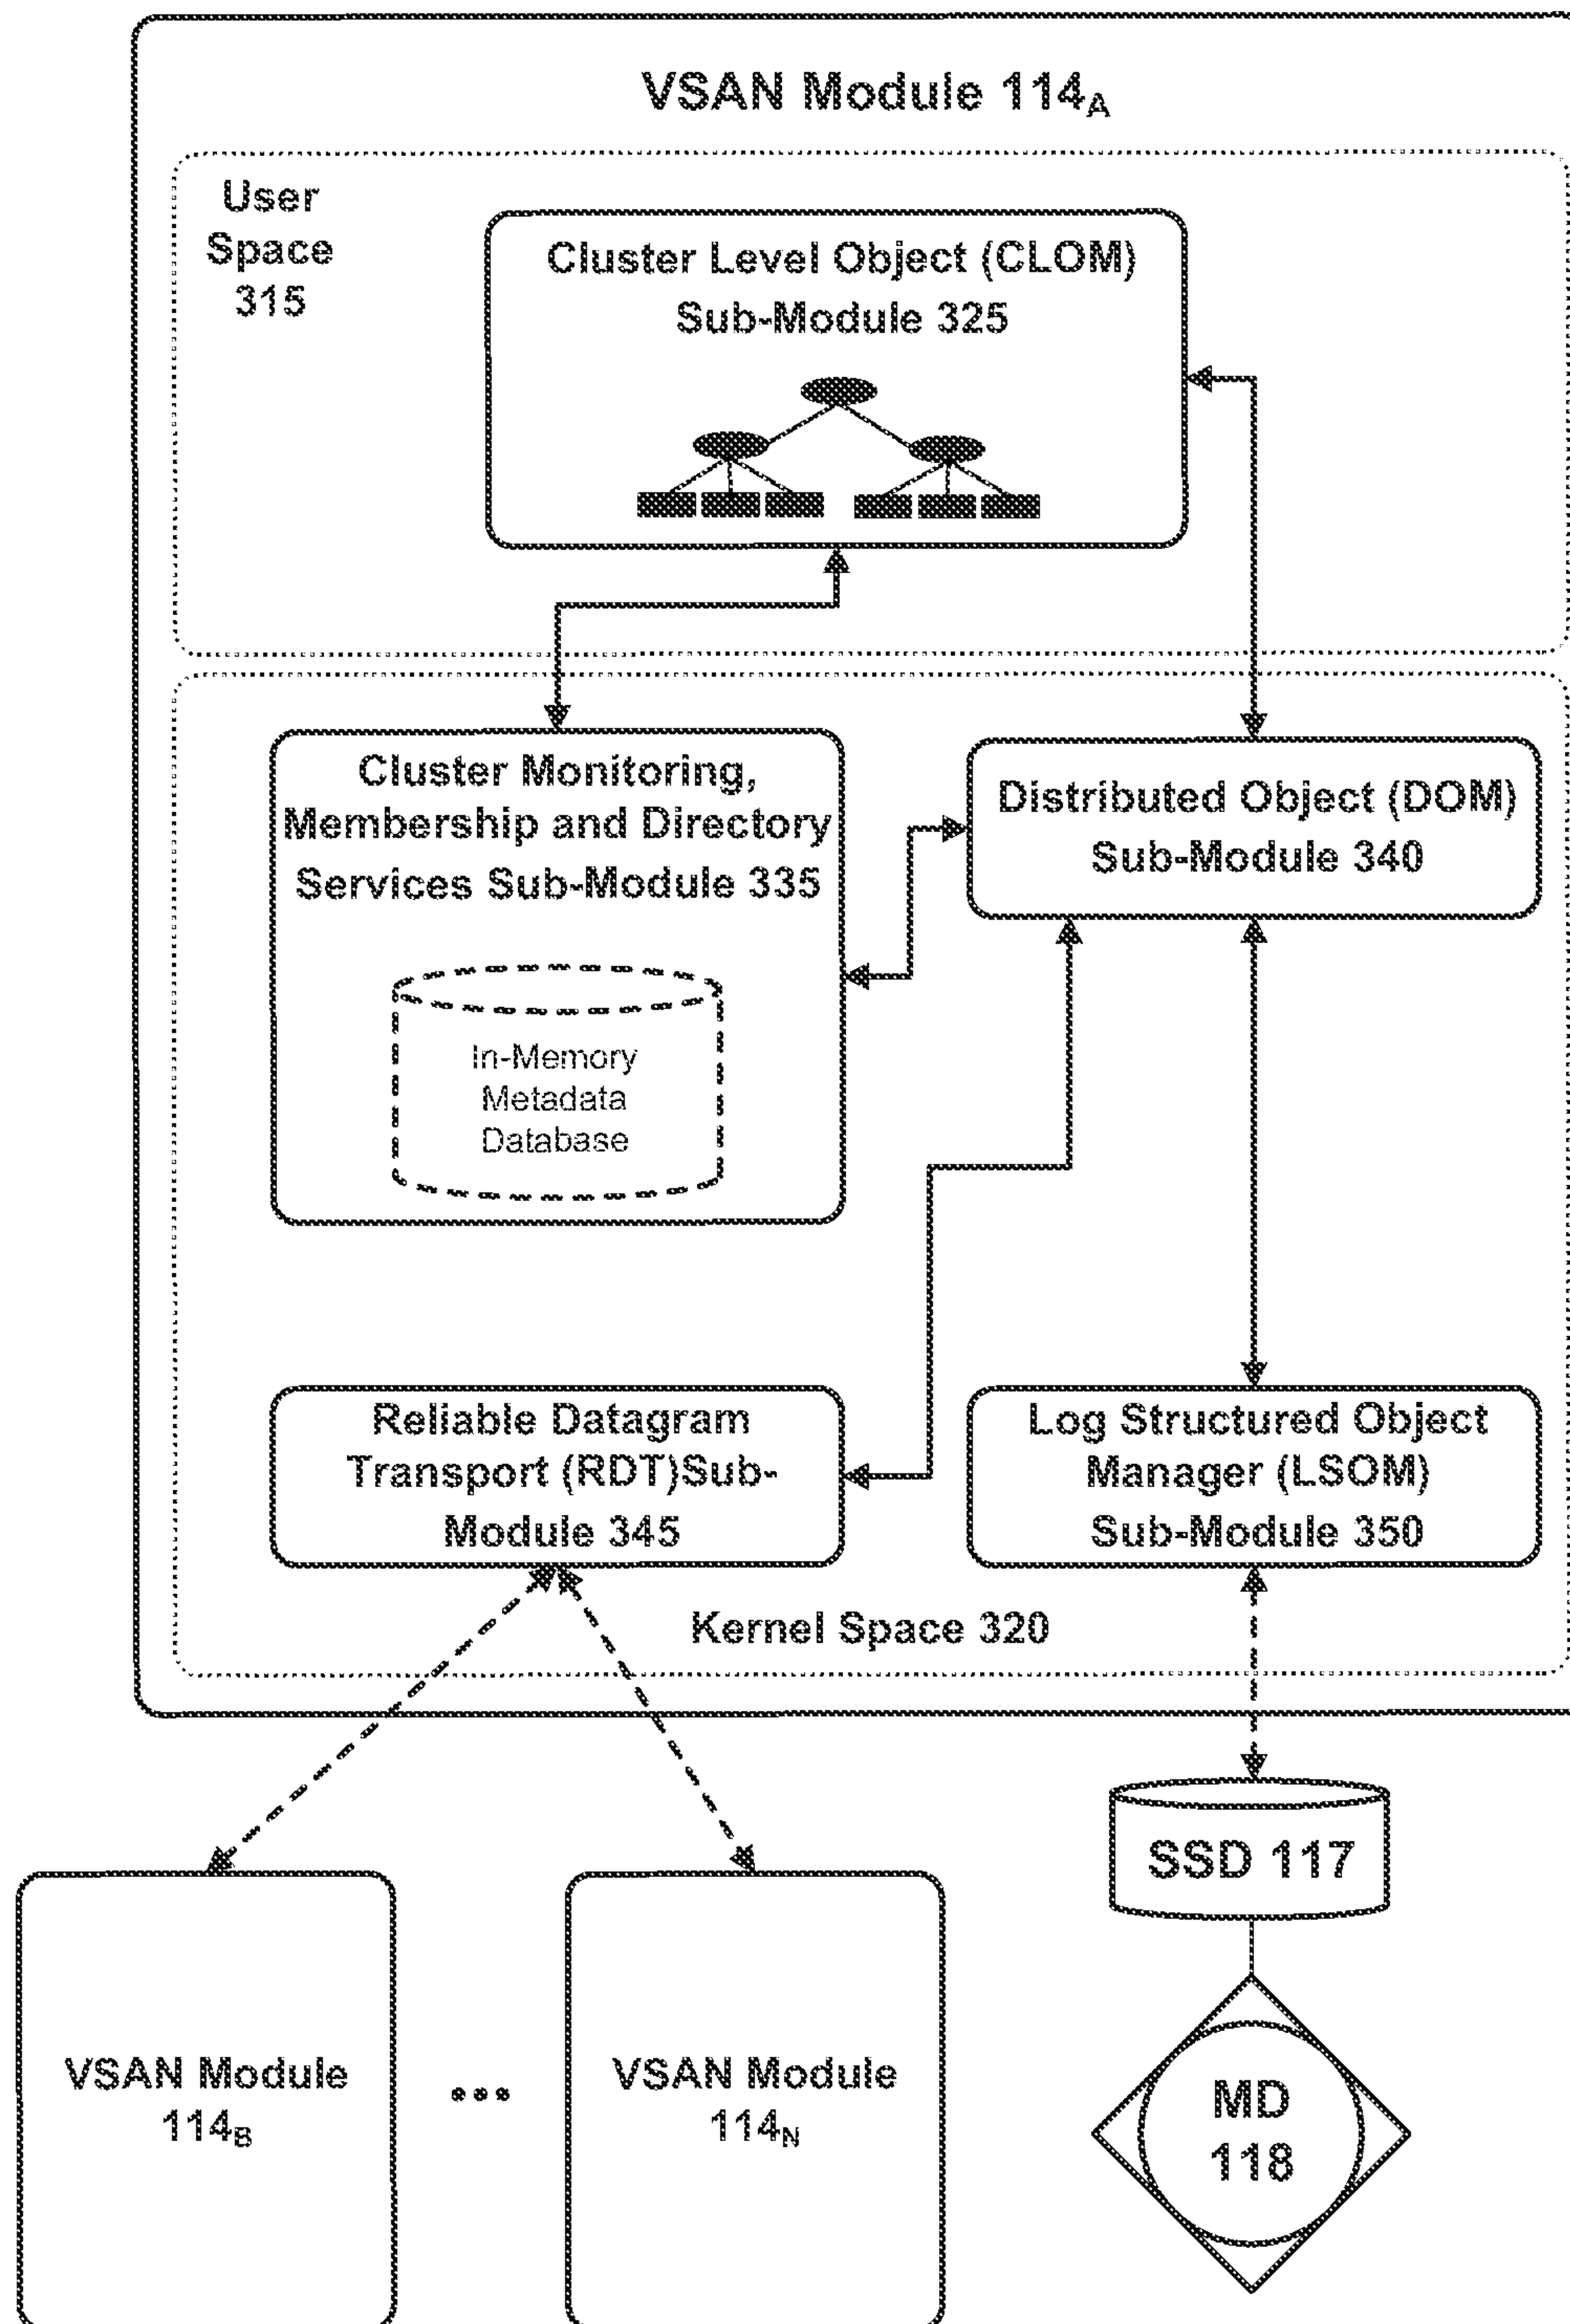 VSAN Module 114A
User
Space
315
Cluster Level Object (CLOM)
Sub-Module 325
Cluster Monitoring,
Membership and Directory
Services Sub-Module 335
In-Memory
Metadata
Database
Distributed Object (DOM)
Sub-Module 340
Reliable Datagram
Transport (RDT)Sub-
Module 345
Log Structured Object
Manager (LSOM)
Sub-Module 350
Kernel Space 320
SSD 117
VSAN Module
114B
...
VSAN Module
114N
MD
118